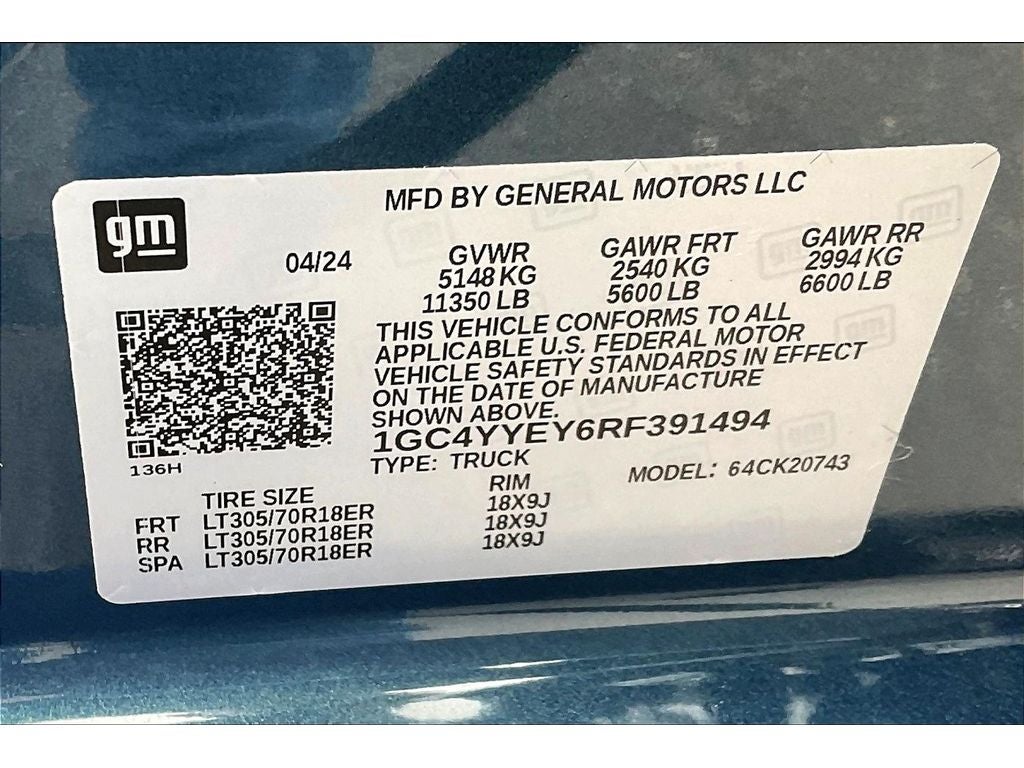 gm
MFD BY GENERAL MOTORS LLC
04/24
GVWR
5148 KG
11350 LB
GAWR FRT
2540 KG
5600 LB
GAWR RR
2994 KG
6600 LB
THIS VEHICLE CONFORMS TO ALL
APPLICABLE U.S. FEDERAL MOTOR
VEHICLE SAFETY STANDARDS IN EFFECT
ON THE DATE OF MANUFACTURE
SHOWN ABOVE.
1GC4YYEY6RF391494
136H
TYPE: TRUCK
MODEL: 64CK20743
TIRE SIZE RIM
FRT LT305/70R18ER 18X9J
RR LT305/70R18ER 18X9J
SPA LT305/70R18ER 18X9J